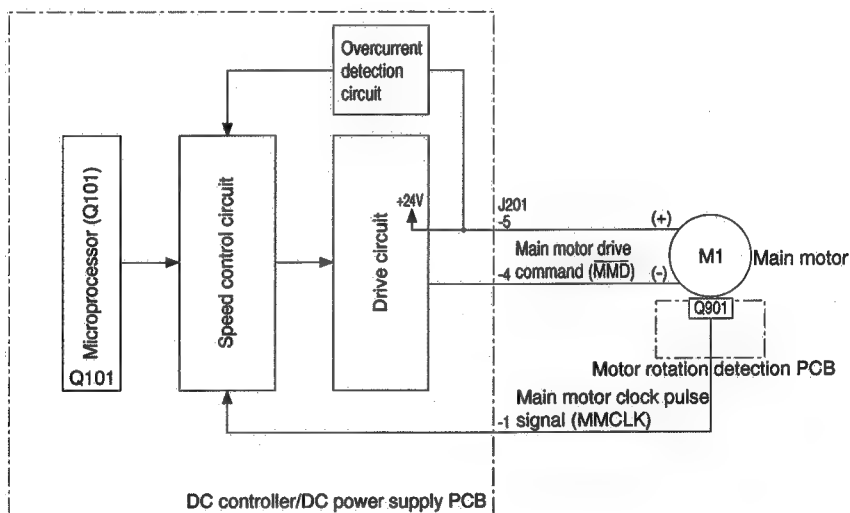 Overcurrent
detection
circuit
Microprocessor (Q101)
Q101
Speed control circuit
Drive circuit
+24V
J201
-5
(+)
Main motor drive
command (MMD)
-4
(-)
M1
Main motor
Q901
Motor rotation detection PCB
Main motor clock pulse
-1 signal (MMCLK)
DC controller/DC power supply PCB